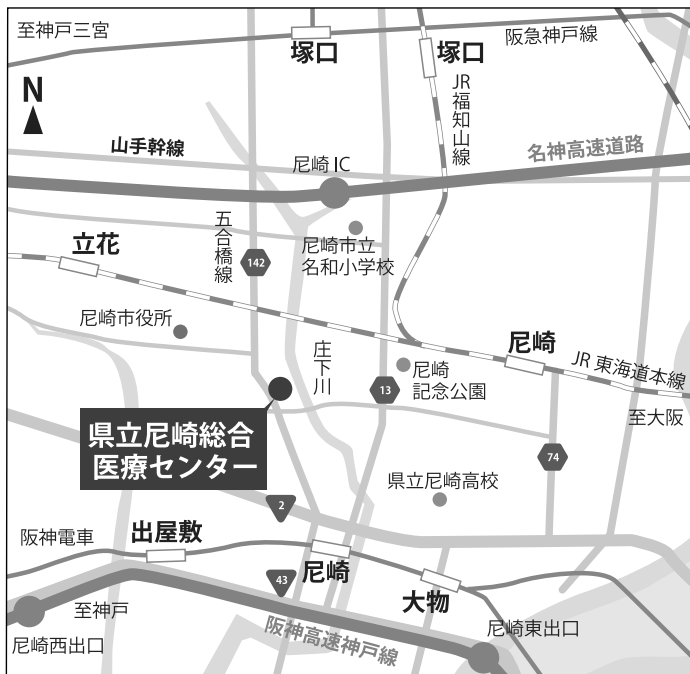 至神戸三宮
塚口
塚口
阪急神戸線
N
JR福知山線
山手幹線
尼崎IC
名神高速道路
五合橋線
立花
142
尼崎市立
名和小学校
尼崎市役所
庄下川
尼崎
JR東海道本線
尼崎
記念公園
13
至大阪
県立尼崎総合
医療センター
74
県立尼崎高校
2
阪神電車
出屋敷
尼崎
43
大物
至神戸
阪神高速神戸線
尼崎東出口
尼崎西出口